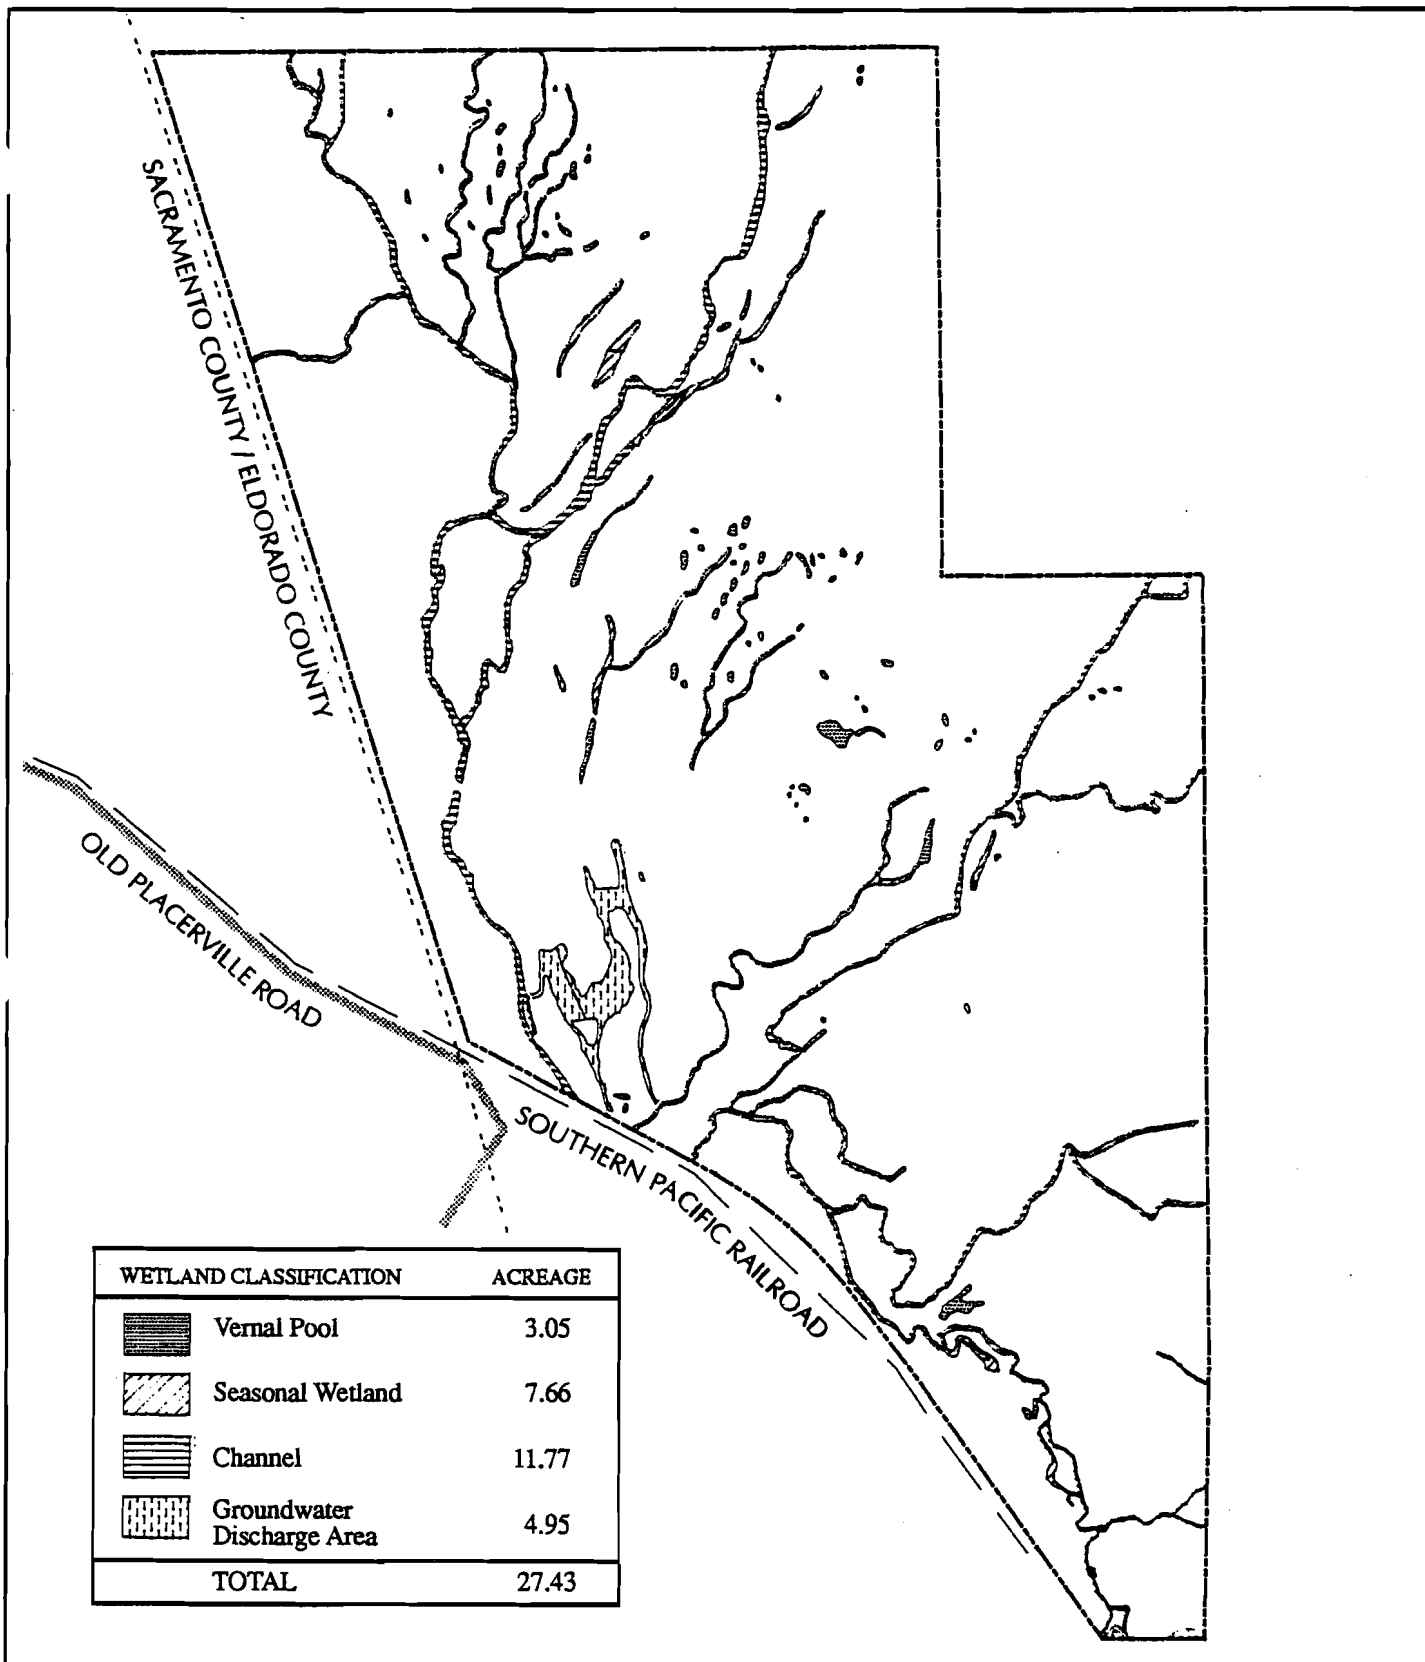 SACRAMENTO COUNTY / ELDORADO COUNTY
OLD PLACERVILLE ROAD
SOUTHERN PACIFIC RAILROAD
WETLAND CLASSIFICATION ACREAGE
Vernal Pool 3.05
Seasonal Wetland 7.66
Channel 11.77
Groundwater
Discharge Area 4.95
TOTAL 27.43